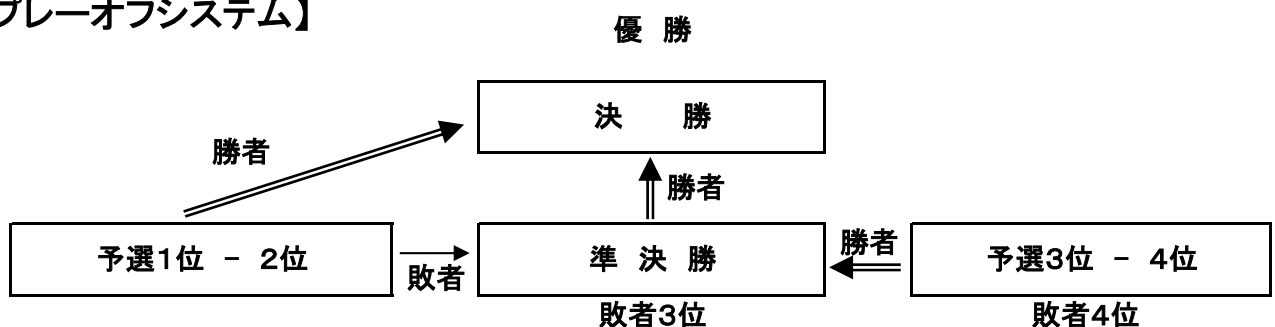 プレーオフシステム】
優 勝
決 勝
勝者
勝者
予選1位 － 2位
敗者
準 決 勝
勝者
予選3位 － 4位
敗者3位
敗者4位